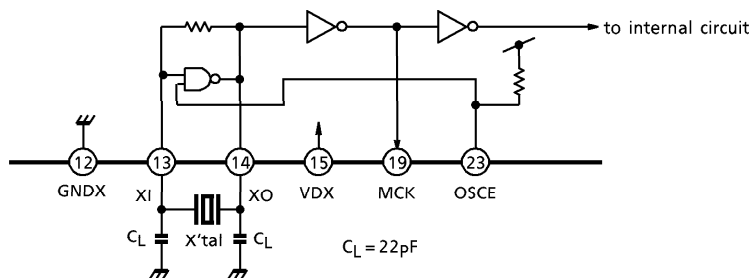 to internal circuit
12 13 14 15 19 23
GNDX XI XO VDX MCK OSCE
CL X'tal CL
CL = 22pF